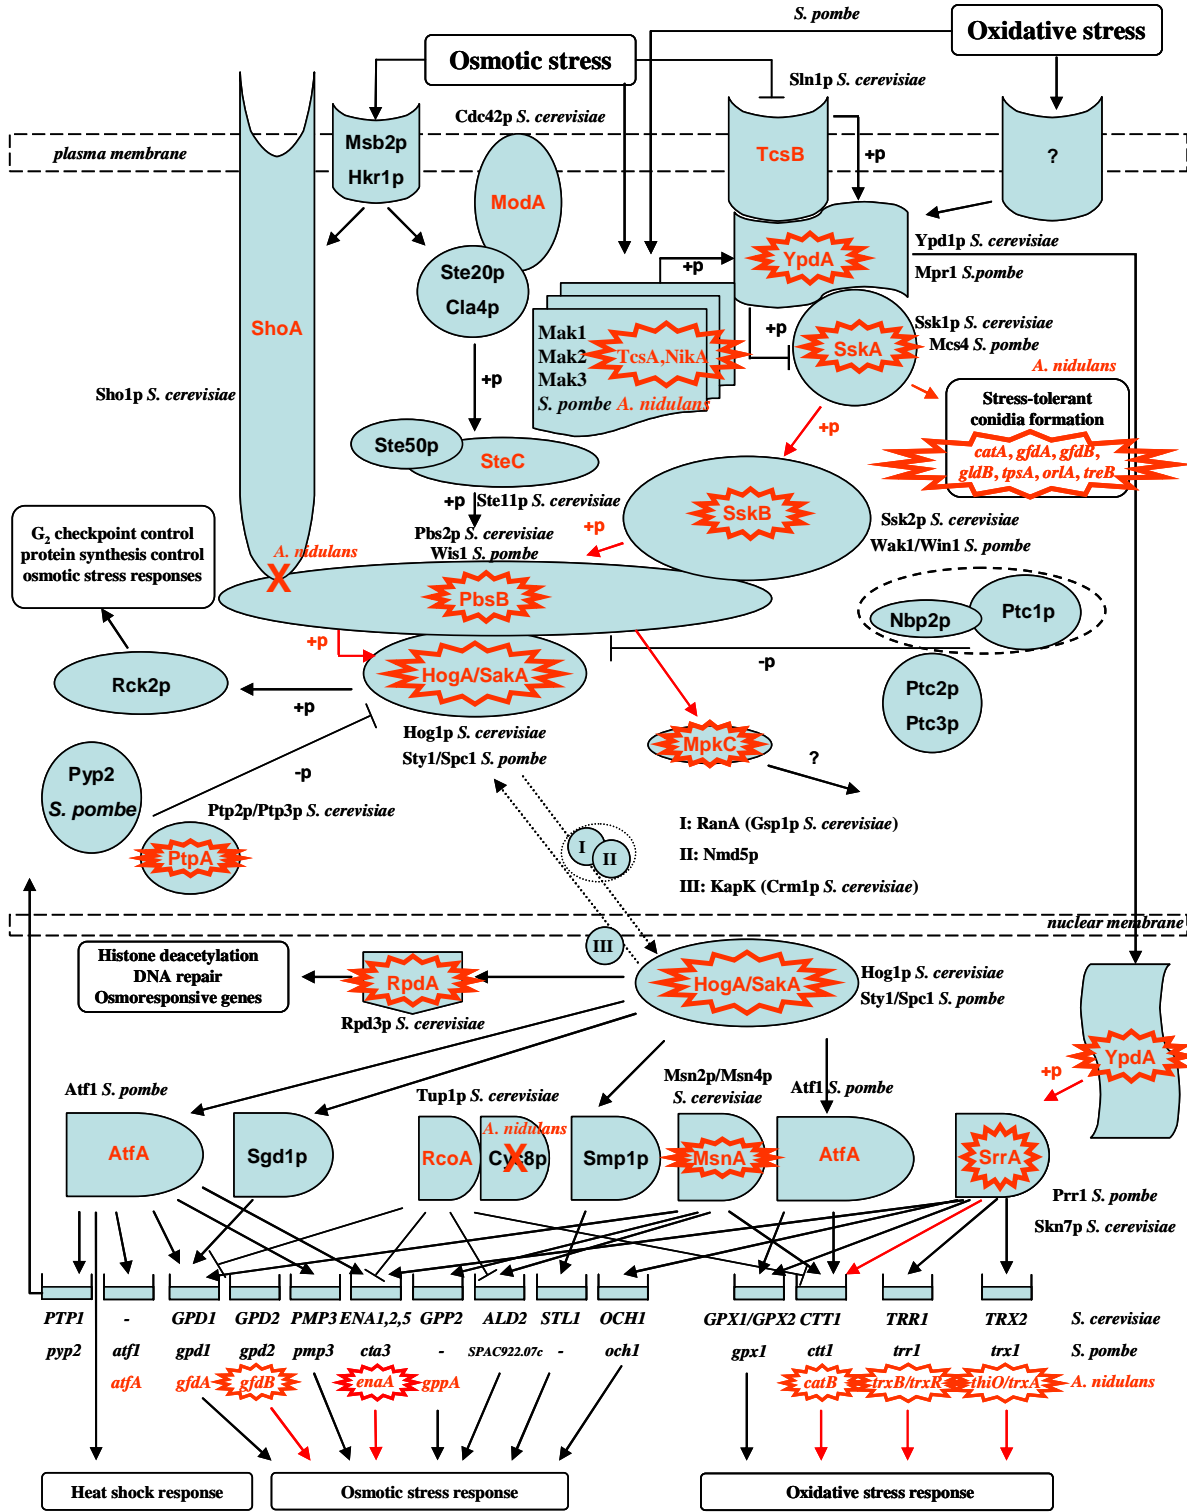 S. pombe
Oxidative stress
Osmotic stress
Sln1p S. cerevisiae
Cdc42p S. cerevisiae
plasma membrane
Msb2p
Hkr1p
TcsB
+p
?
ModA
Ypd1p S. cerevisiae
YpdA
Mpr1 S.pombe
+p
Ste20p
Cla4p
ShoA
Mak1
Mak2
Mak3
TcsA,NikA
S. pombe A. nidulans
+p
SskA
Ssk1p S. cerevisiae
Mcs4 S. pombe
A. nidulans
Sho1p S. cerevisiae
+p
Stress-tolerant
conidia formation
catA, gfdA, gfdB,
gldB, tpsA, orlA, treB
+p
Ste50p
SteC
+p
Ste11p S. cerevisiae
SskB
Ssk2p S. cerevisiae
Wak1/Win1 S. pombe
G2 checkpoint control
protein synthesis control
osmotic stress responses
Pbs2p S. cerevisiae
Wis1 S. pombe
+p
A. nidulans
X
PbsB
Nbp2p
Ptc1p
+p
-p
HogA/SakA
Rck2p
+p
Ptc2p
Ptc3p
Hog1p S. cerevisiae
Sty1/Spc1 S. pombe
MpkC
?
Pyp2
S. pombe
-p
Ptp2p/Ptp3p S. cerevisiae
PtpA
I
II
I: RanA (Gsp1p S. cerevisiae)
II: Nmd5p
III: KapK (Crm1p S. cerevisiae)
nuclear membrane
III
Histone deacetylation
DNA repair
Osmoresponsive genes
RpdA
Rpd3p S. cerevisiae
HogA/SakA
Hog1p S. cerevisiae
Sty1/Spc1 S. pombe
YpdA
+p
Atf1 S. pombe
Tup1p S. cerevisiae
Msn2p/Msn4p
S. cerevisiae
Atf1 S. pombe
A. nidulans
AtfA
Sgd1p
RcoA
Cyc8p
X
Smp1p
MsnA
AtfA
SrrA
Prr1 S. pombe
Skn7p S. cerevisiae
PTP1 - GPD1 GPD2 PMP3 ENA1,2,5 GPP2 ALD2 STL1 OCH1 GPX1/GPX2 CTT1 TRR1 TRX2 S. cerevisiae
pyp2 atf1 gpd1 gpd2 pmp3 cta3 - SPAC922.07c - och1 gpx1 ctt1 trr1 trx1 S. pombe
atfA gfdA gfdB enaA gppA catB trxB/trxR thiO/trxA A. nidulans
Heat shock response
Osmotic stress response
Oxidative stress response